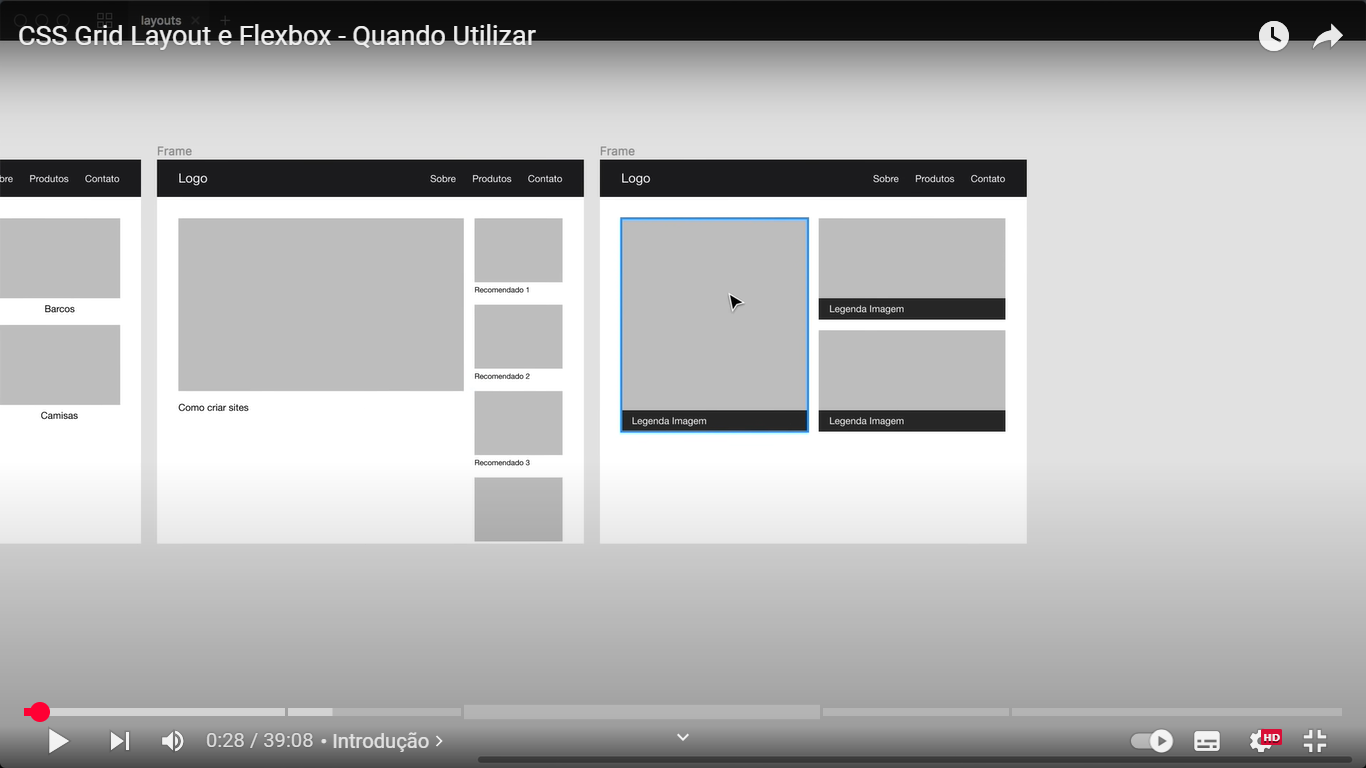 layouts
CSS Grid Layout e Flexbox - Quando Utilizar
Frame
Frame
Produtos Contato
Barcos
Camisas
Logo Sobre Produtos Contato
Recomendado 1
Recomendado 2
Recomendado 3
Como criar sites
Logo Sobre Produtos Contato
Legenda Imagem
Legenda Imagem
Legenda Imagem
0:28 / 39:08 • Introdução
HD